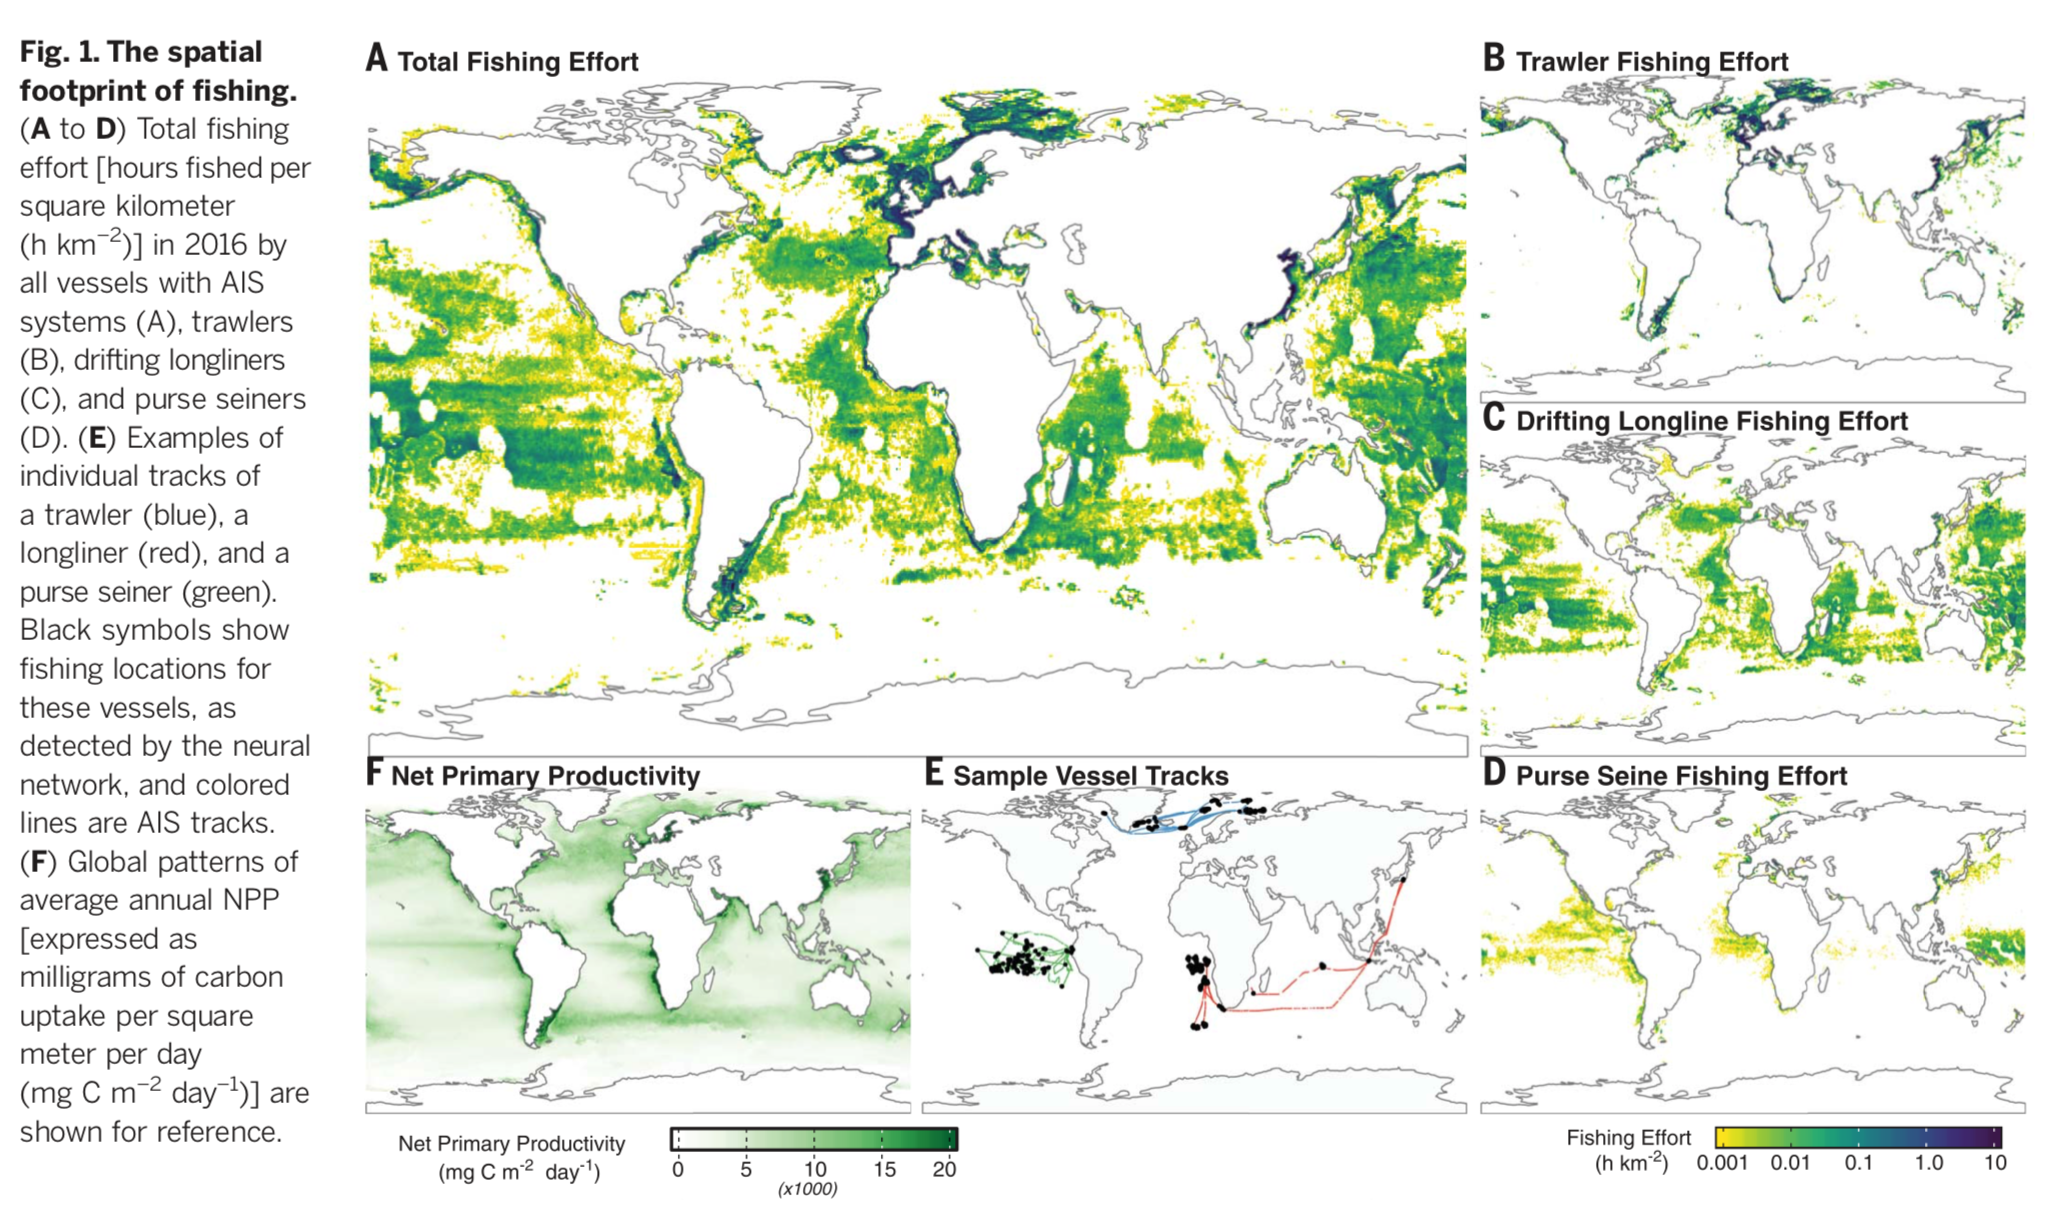 Fig. 1. The spatial
footprint of fishing.
(A to D) Total fishing
effort [hours fished per
square kilometer
(h km⁻²)] in 2016 by
all vessels with AIS
systems (A), trawlers
(B), drifting longliners
(C), and purse seiners
(D). (E) Examples of
individual tracks of
a trawler (blue), a
longliner (red), and a
purse seiner (green).
Black symbols show
fishing locations for
these vessels, as
detected by the neural
network, and colored
lines are AIS tracks.
(F) Global patterns of
average annual NPP
[expressed as
milligrams of carbon
uptake per square
meter per day
(mg C m⁻² day⁻¹)] are
shown for reference.
A Total Fishing Effort
B Trawler Fishing Effort
C Drifting Longline Fishing Effort
F Net Primary Productivity
E Sample Vessel Tracks
D Purse Seine Fishing Effort
Net Primary Productivity
(mg C m⁻² day⁻¹)
0 5 10 15 20
(x1000)
Fishing Effort
(h km⁻²)
0.001 0.01 0.1 1.0 10